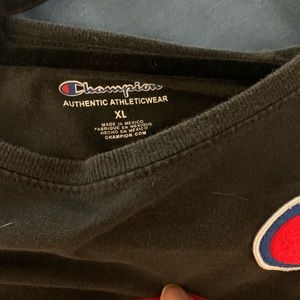 Champion
AUTHENTIC ATHLETICWEAR
XL
MADE IN MEXICO
FABRIQUE EN MEXIQUE
HECHO EN MEXICO
CHAMPION.COM